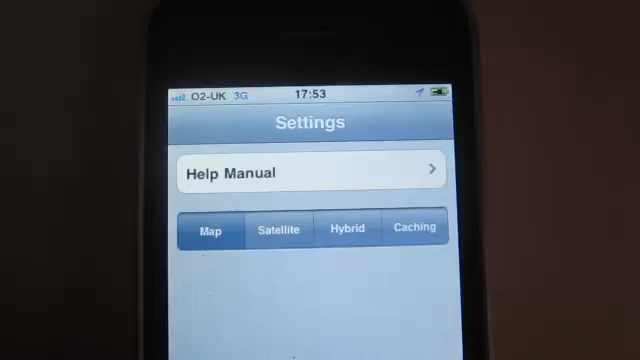 O2-UK 3G 17:53
Settings
Help Manual
Map Satellite Hybrid Caching